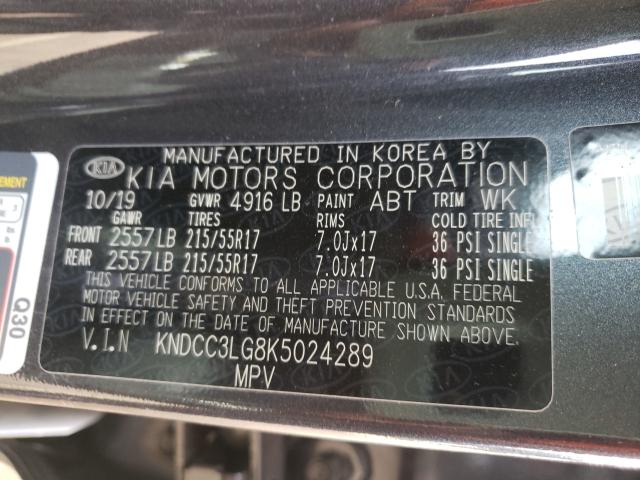 MANUFACTURED IN KOREA BY
KIA KIA MOTORS CORPORATION
10/19 GVWR 4916 LB PAINT ABT TRIM WK
GAWR TIRES RIMS COLD TIRE INFL
FRONT 2557LB 215/55R17 7.0Jx17 36 PSI SINGLE
REAR 2557LB 215/55R17 7.0Jx17 36 PSI SINGLE
THIS VEHICLE CONFORMS TO ALL APPLICABLE U.S.A. FEDERAL
MOTOR VEHICLE SAFETY AND THEFT PREVENTION STANDARDS
IN EFFECT ON THE DATE OF MANUFACTURE SHOWN ABOVE.
V.I.N KNDCC3LG8K5024289
MPV
Q30